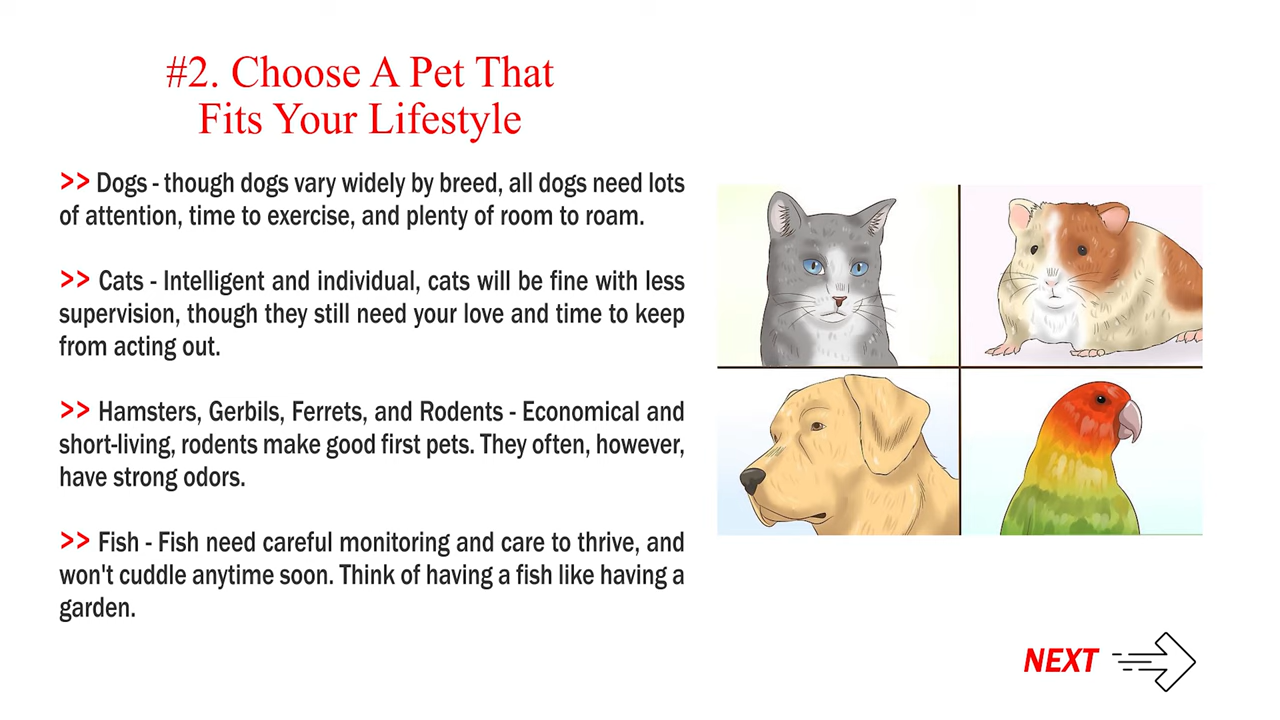 #2. Choose A Pet That
Fits Your Lifestyle
>> Dogs - though dogs vary widely by breed, all dogs need lots
of attention, time to exercise, and plenty of room to roam.
>> Cats - Intelligent and individual, cats will be fine with less
supervision, though they still need your love and time to keep
from acting out.
>> Hamsters, Gerbils, Ferrets, and Rodents - Economical and
short-living, rodents make good first pets. They often, however,
have strong odors.
>> Fish - Fish need careful monitoring and care to thrive, and
won't cuddle anytime soon. Think of having a fish like having a
garden.
NEXT